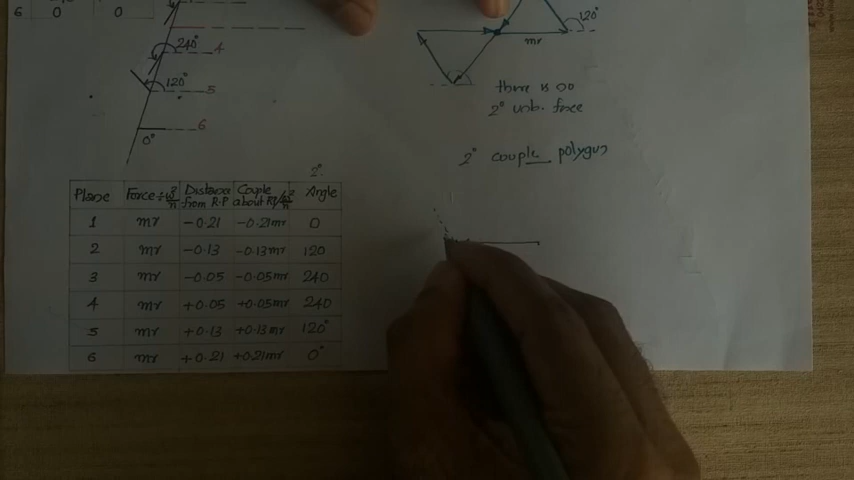 6 0 0
240° 4
120° 5
6
0°
120°
mr
there is no
2° unb. force
2° couple polygon
2°
Plane Force÷ω²/n Distance from R.P Couple about RP/ω²/n Angle
1 mr −0.21 −0.21mr 0
2 mr −0.13 −0.13mr 120
3 mr −0.05 −0.05mr 240
4 mr +0.05 +0.05mr 240
5 mr +0.13 +0.13mr 120°
6 mr +0.21 +0.21mr 0°